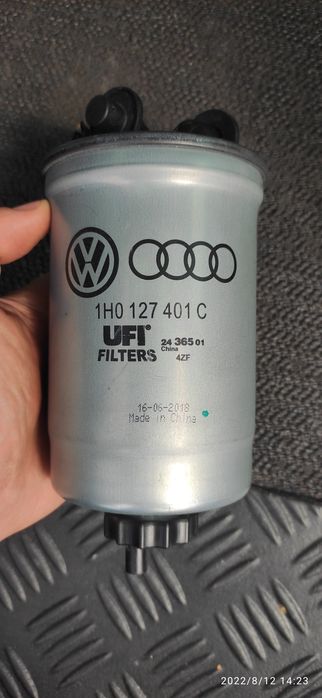 1H0 127 401 C
UFI 24 365 01
FILTERS China
4ZF
16-06-2018
Made in China
2022/8/12 14:23